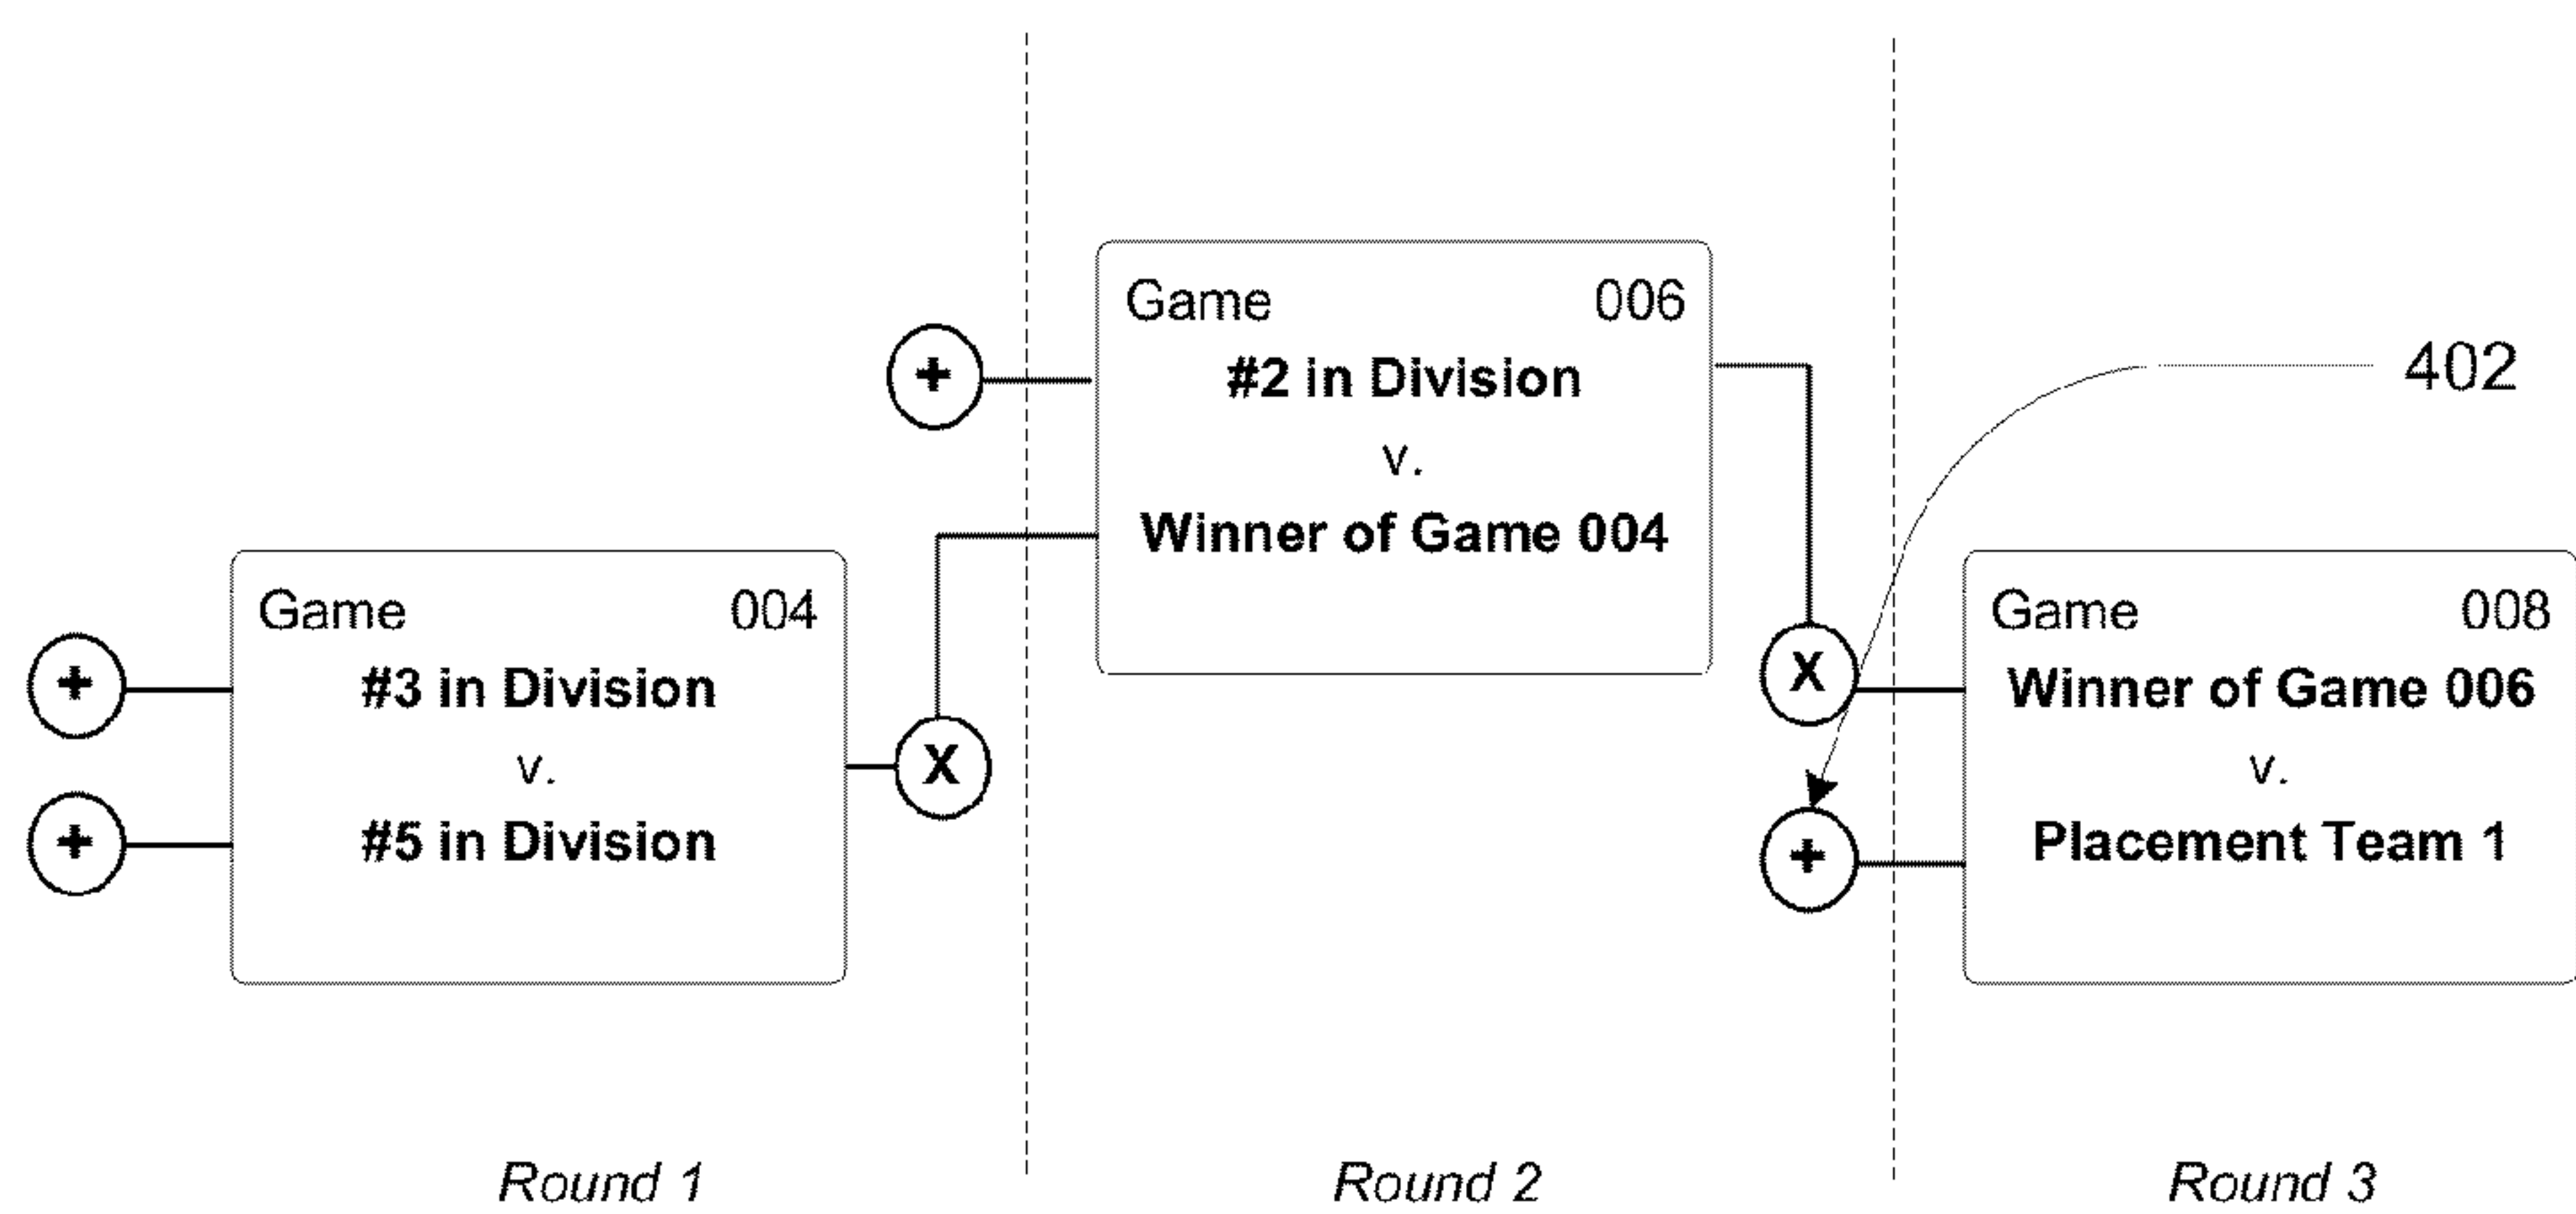 Game 006
+ #2 in Division
v.
Winner of Game 004
402
Game 004
+ #3 in Division
v.
+ #5 in Division
X
Game 008
X Winner of Game 006
v.
+ Placement Team 1
Round 1
Round 2
Round 3